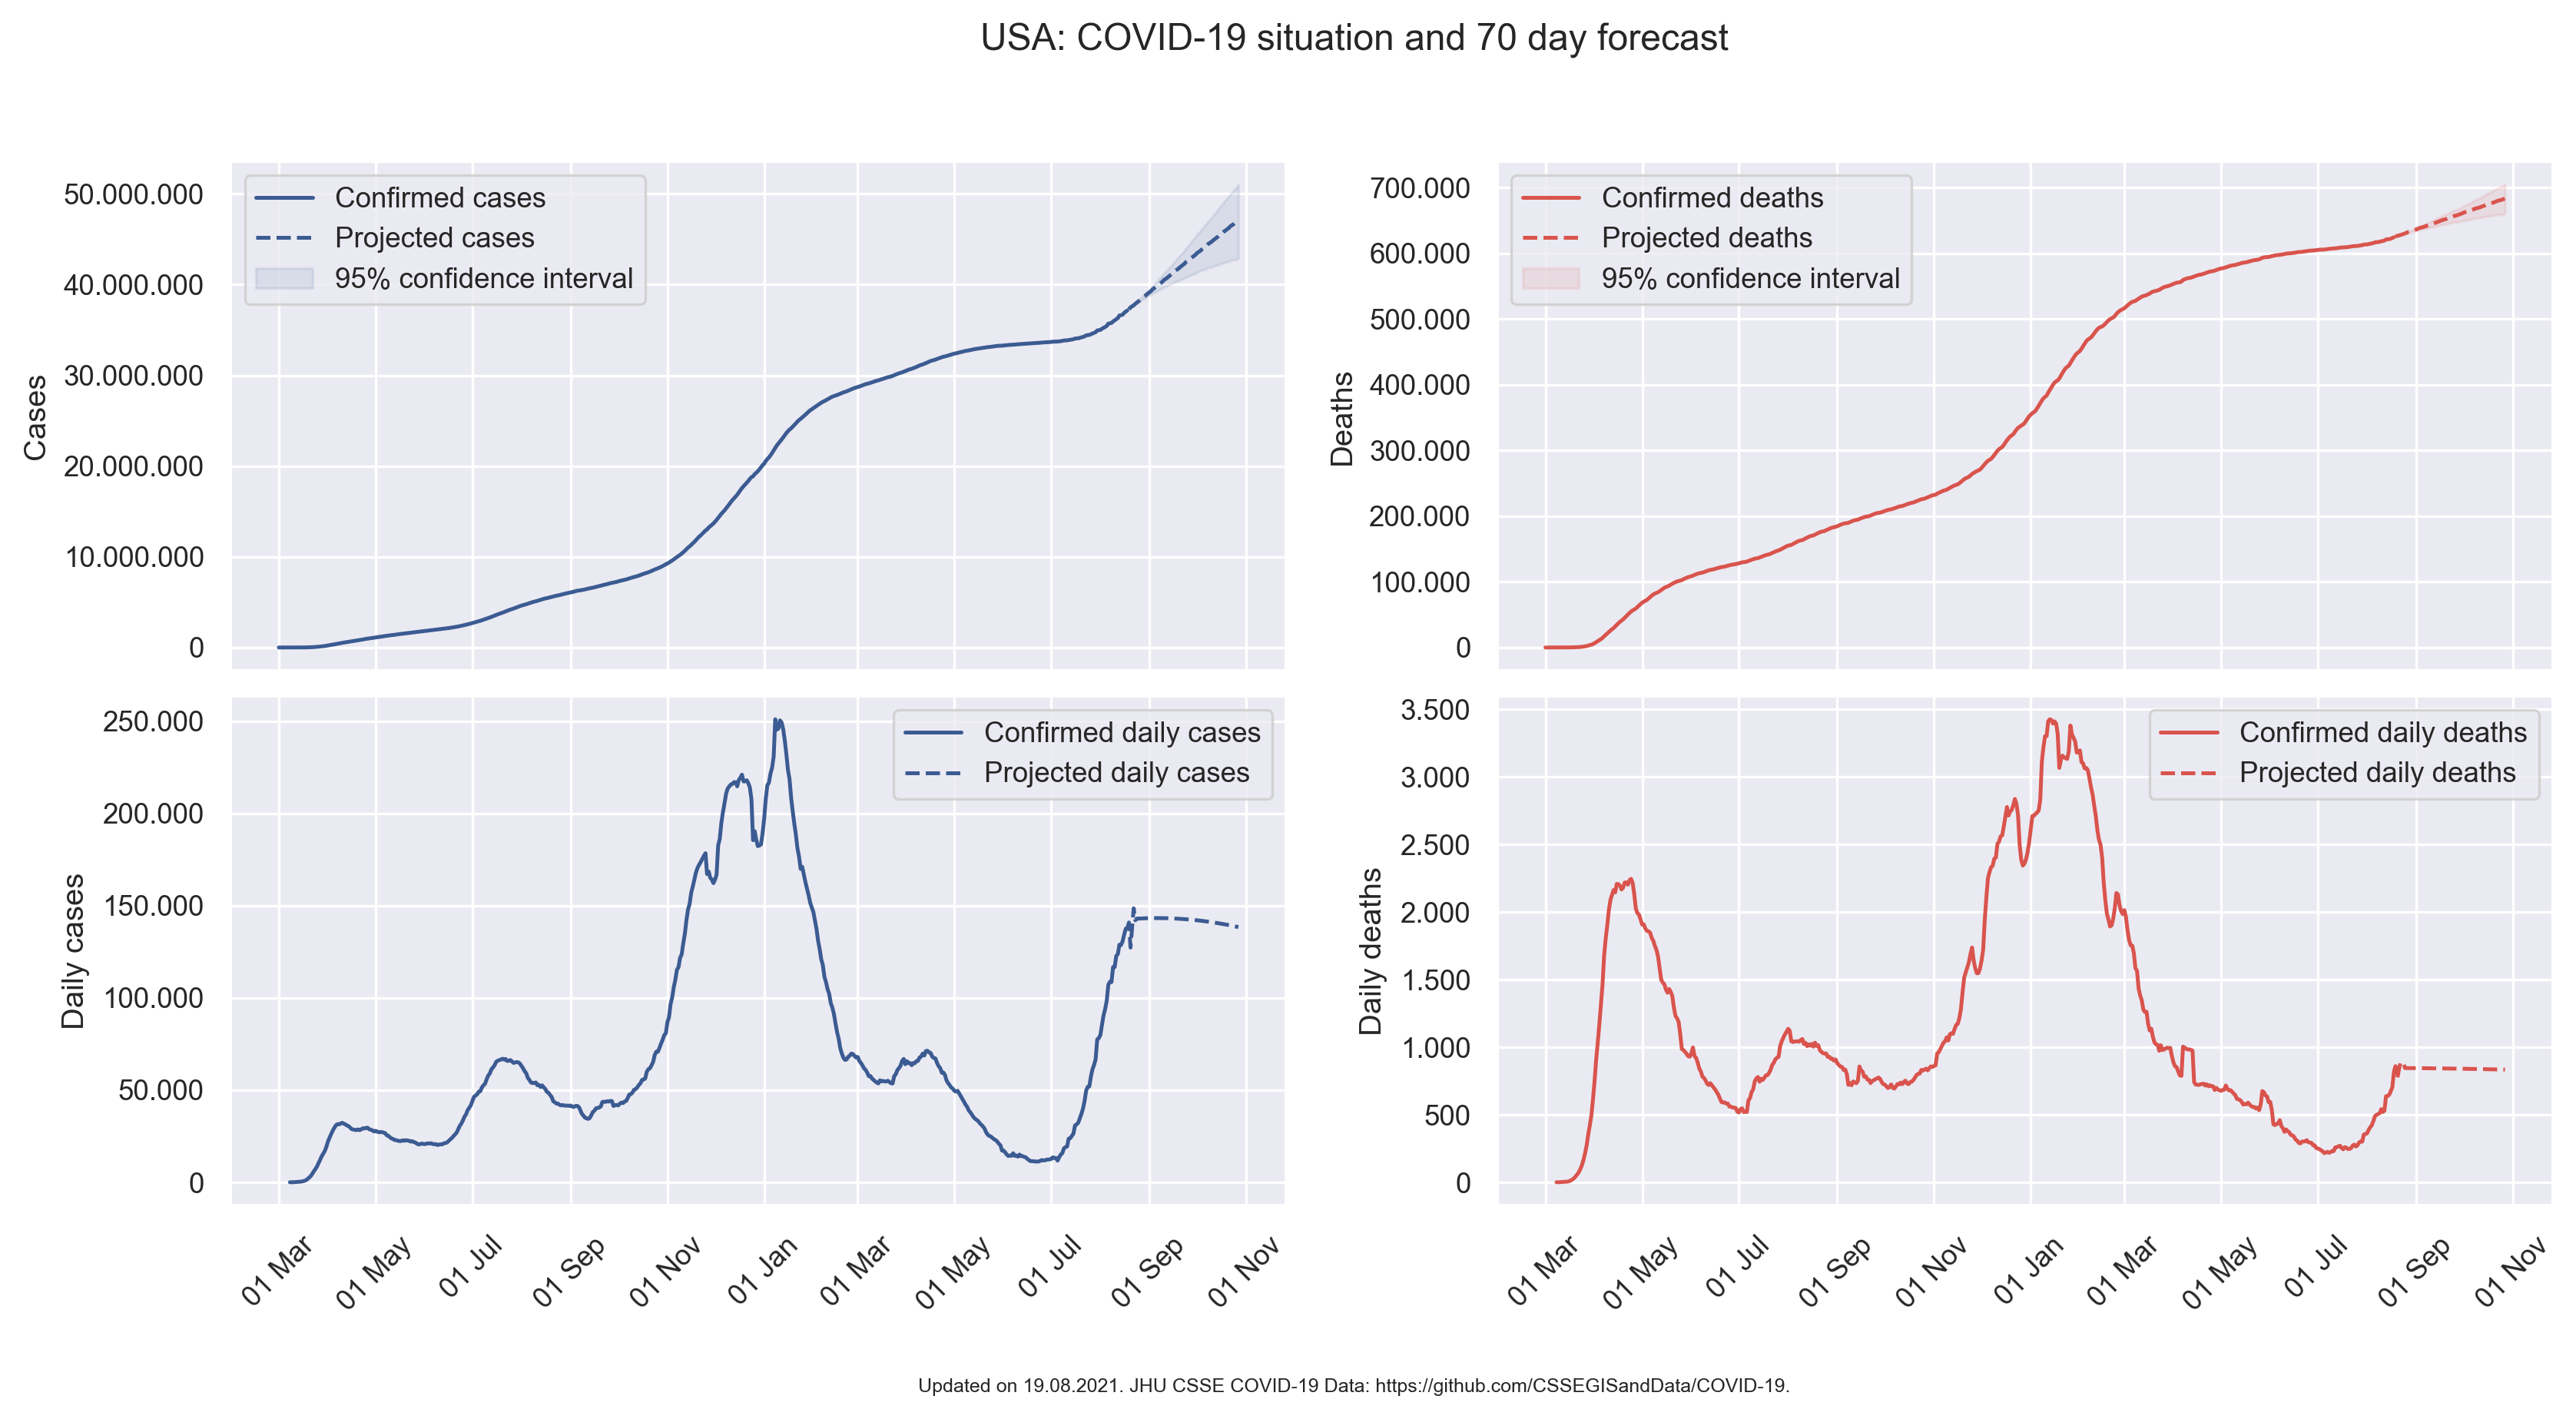 USA: COVID-19 situation and 70 day forecast
Cases
50.000.000
40.000.000
30.000.000
20.000.000
10.000.000
0
Confirmed cases
Projected cases
95% confidence interval
Deaths
700.000
600.000
500.000
400.000
300.000
200.000
100.000
0
Confirmed deaths
Projected deaths
95% confidence interval
Daily cases
250.000
200.000
150.000
100.000
50.000
0
Confirmed daily cases
Projected daily cases
01 Mar
01 May
01 Jul
01 Sep
01 Nov
01 Jan
01 Mar
01 May
01 Jul
01 Sep
01 Nov
Daily deaths
3.500
3.000
2.500
2.000
1.500
1.000
500
0
Confirmed daily deaths
Projected daily deaths
01 Mar
01 May
01 Jul
01 Sep
01 Nov
01 Jan
01 Mar
01 May
01 Jul
01 Sep
01 Nov
Updated on 19.08.2021. JHU CSSE COVID-19 Data: https://github.com/CSSEGISandData/COVID-19.